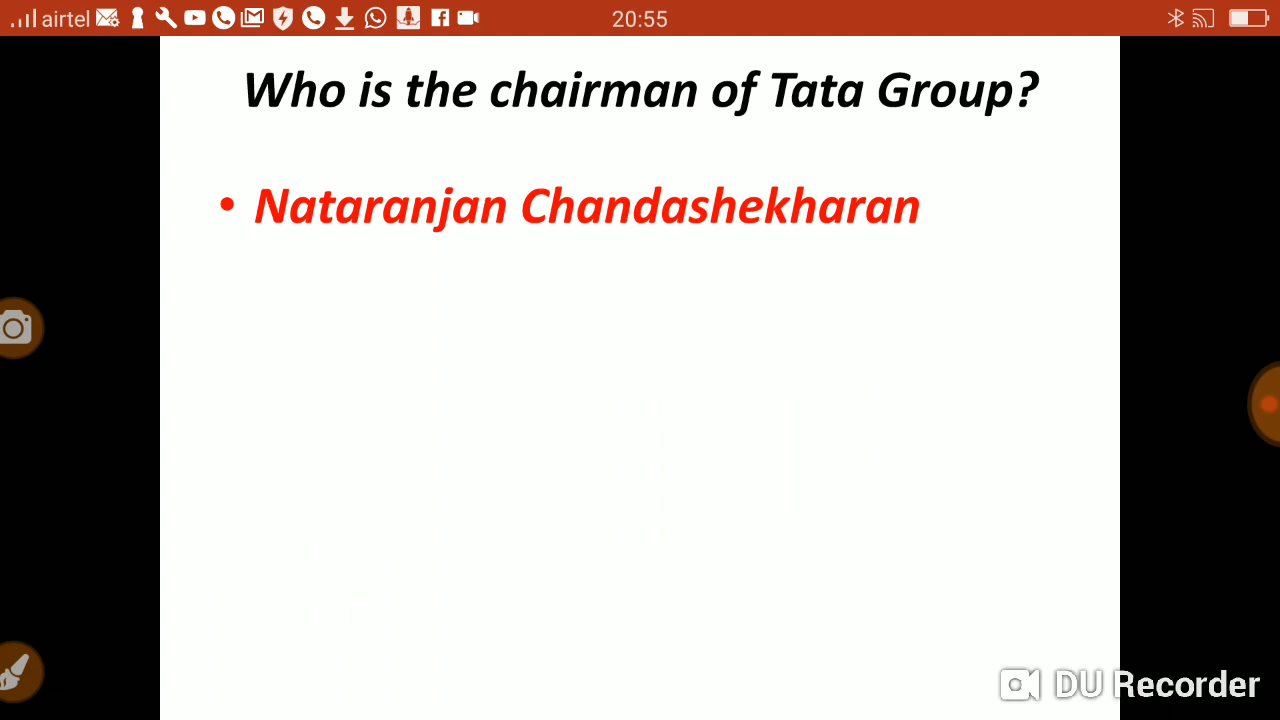 airtel 20:55
Who is the chairman of Tata Group?
• Nataranjan Chandashekharan
DU Recorder